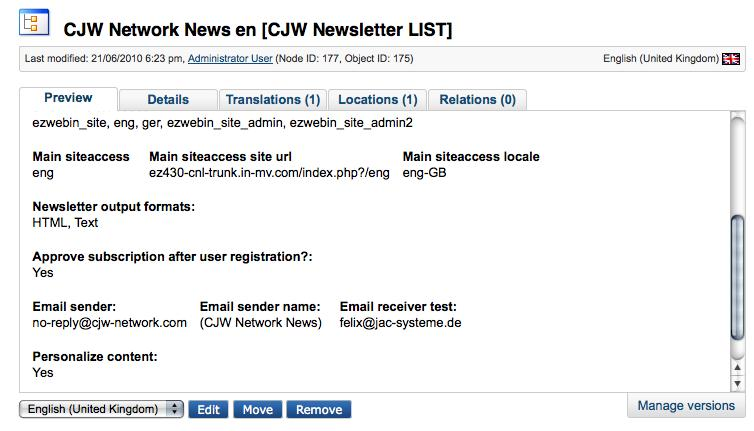 CJW Network News en [CJW Newsletter LIST]
Last modified: 21/06/2010 6:23 pm, Administrator User (Node ID: 177, Object ID: 175) English (United Kingdom)
Preview Details Translations (1) Locations (1) Relations (0)
ezwebin_site, eng, ger, ezwebin_site_admin, ezwebin_site_admin2
Main siteaccess Main siteaccess site url Main siteaccess locale
eng ez430-cnl-trunk.in-mv.com/index.php?/eng eng-GB
Newsletter output formats:
HTML, Text
Approve subscription after user registration?:
Yes
Email sender: Email sender name: Email receiver test:
no-reply@cjw-network.com (CJW Network News) felix@jac-systeme.de
Personalize content:
Yes
English (United Kingdom) Edit Move Remove Manage versions